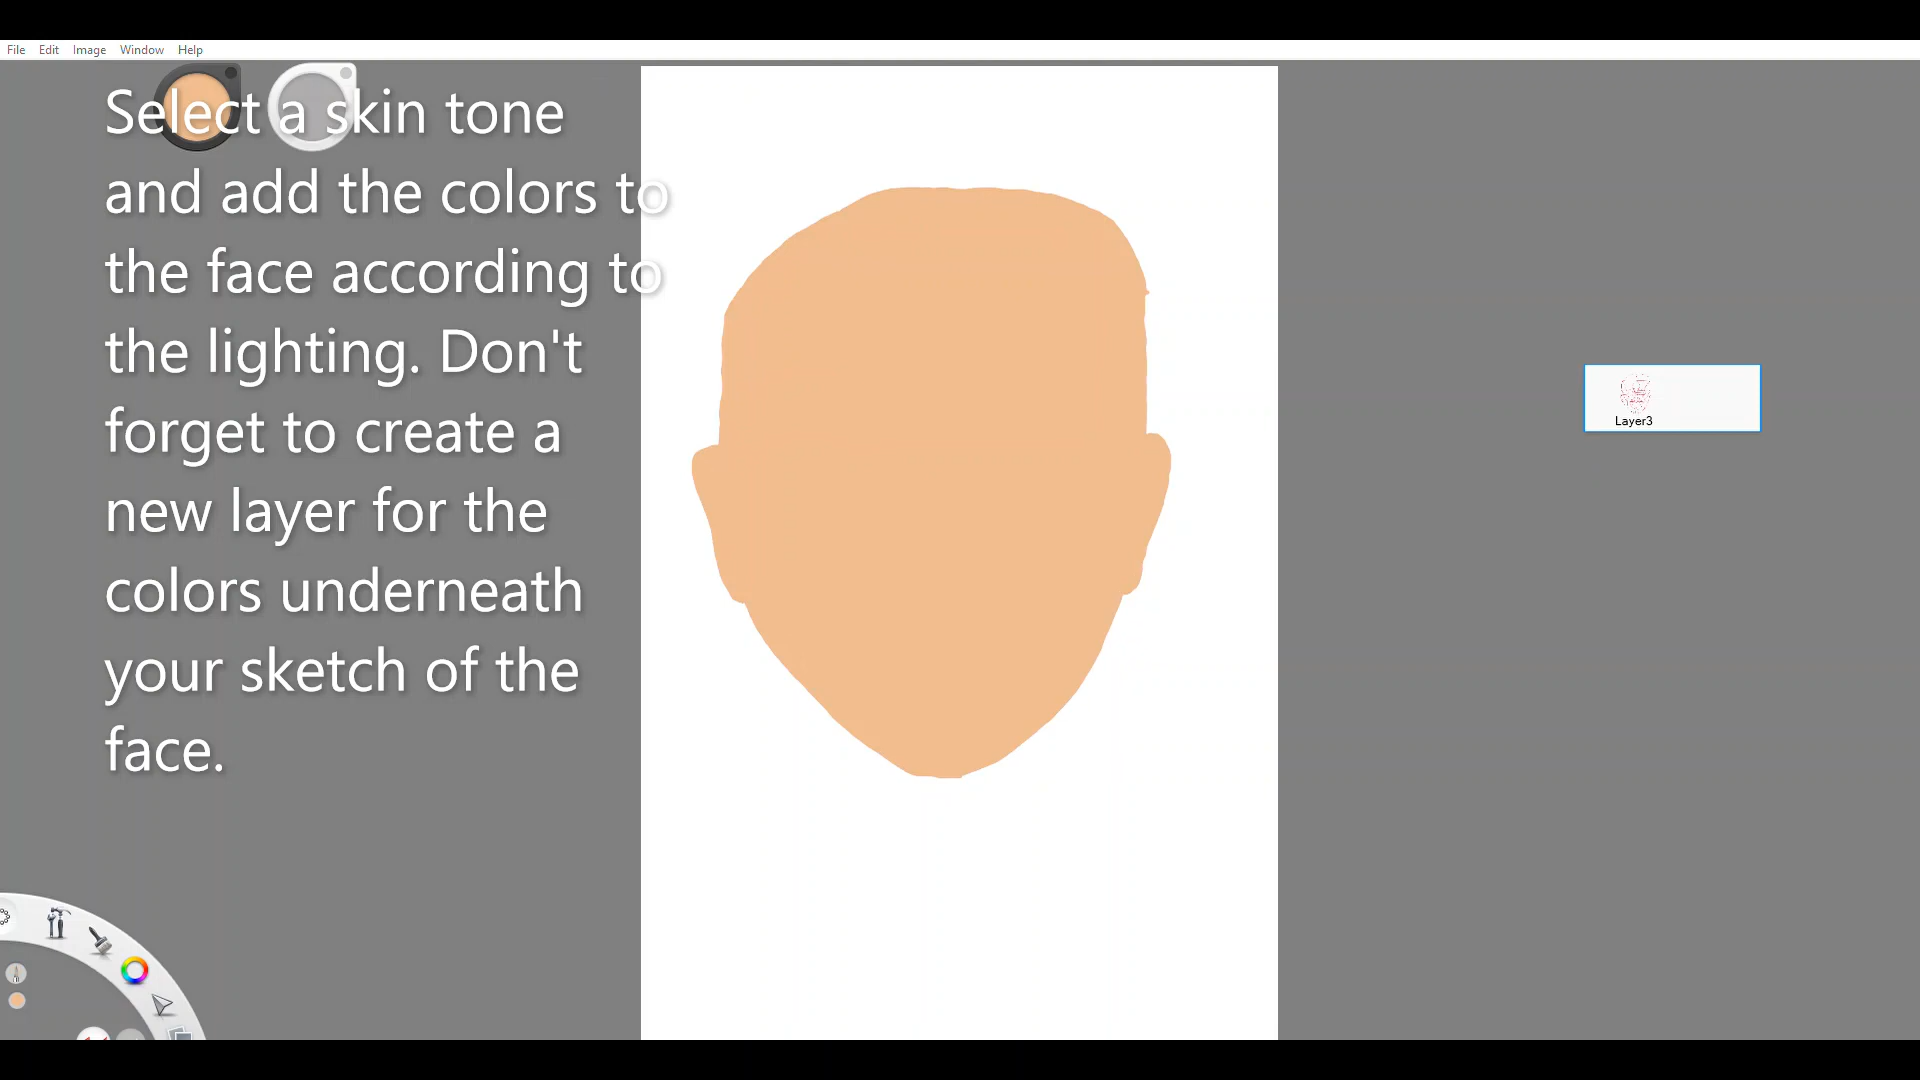 File Edit Image Window Help
Select a skin tone
and add the colors to
the face according to
the lighting. Don't
forget to create a
new layer for the
colors underneath
your sketch of the
face.
Layer3